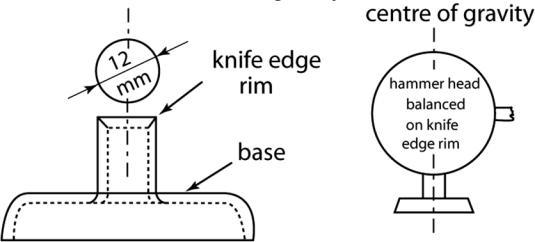 centre of gravity
12
mm
knife edge
rim
base
hammer head
balanced
on knife
edge rim